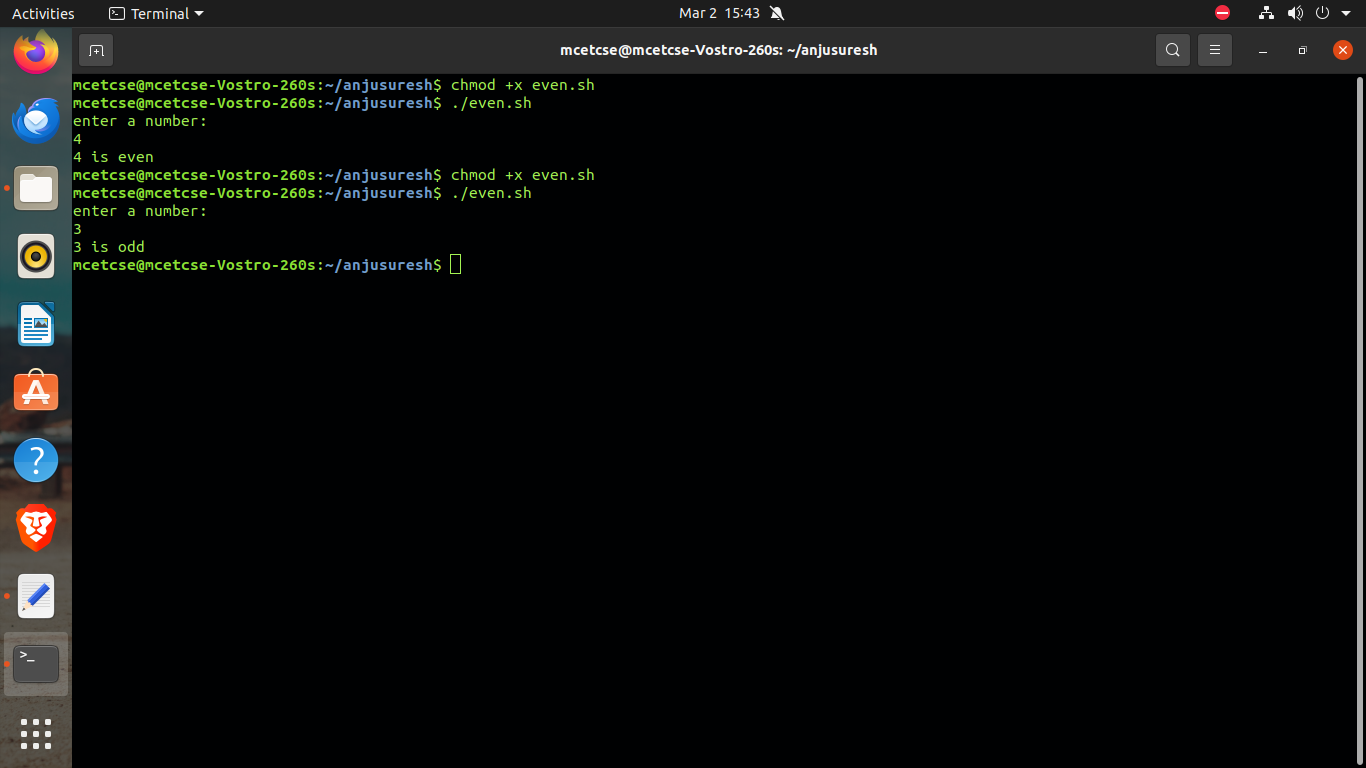 Activities Terminal Mar 2 15:43
mcetcse@mcetcse-Vostro-260s: ~/anjusuresh
mcetcse@mcetcse-Vostro-260s:~/anjusuresh$ chmod +x even.sh
mcetcse@mcetcse-Vostro-260s:~/anjusuresh$ ./even.sh
enter a number:
4
4 is even
mcetcse@mcetcse-Vostro-260s:~/anjusuresh$ chmod +x even.sh
mcetcse@mcetcse-Vostro-260s:~/anjusuresh$ ./even.sh
enter a number:
3
3 is odd
mcetcse@mcetcse-Vostro-260s:~/anjusuresh$